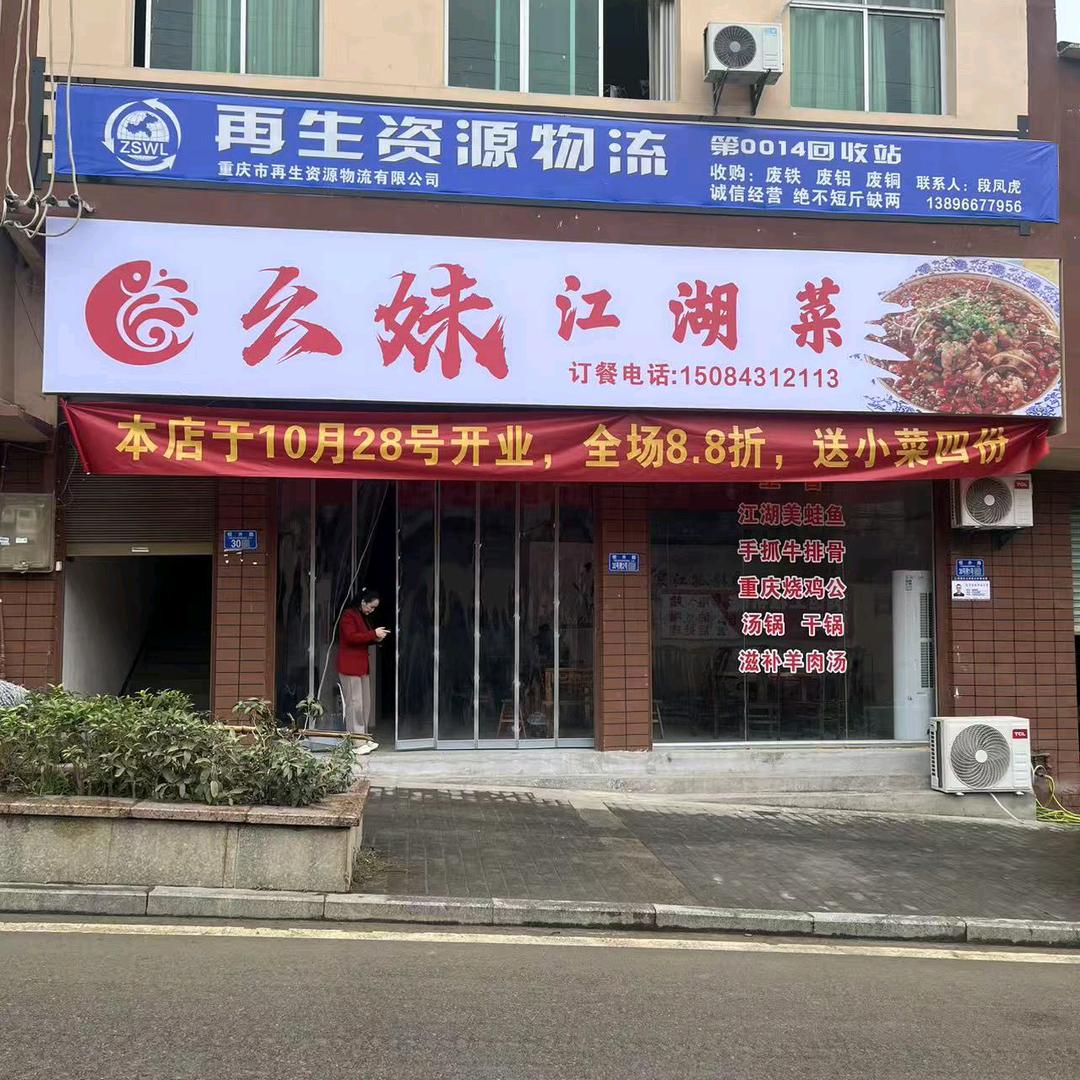 ZSWL
再生资源物流
重庆市再生资源物流有限公司
第0014回收站
收购：废铁 废铝 废铜
诚信经营 绝不短斤缺两
联系人：段凤虎
13896677956
幺妹 江湖菜
订餐电话:15084312113
本店于10月28号开业，全场8.8折，送小菜四份
江湖美蛙鱼
手抓牛排骨
重庆烧鸡公
汤锅 干锅
滋补羊肉汤
30
TCL
TCL